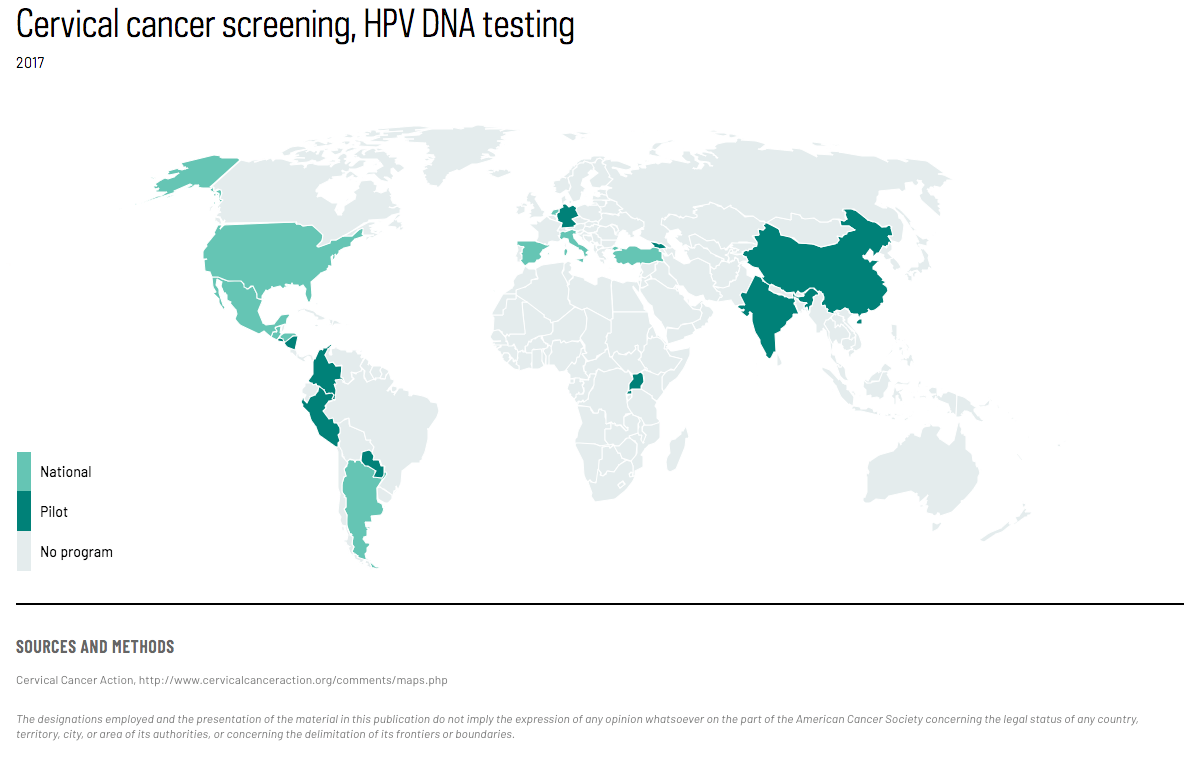 Cervical cancer screening, HPV DNA testing
2017
National
Pilot
No program
SOURCES AND METHODS
Cervical Cancer Action, http://www.cervicalcanceraction.org/comments/maps.php
The designations employed and the presentation of the material in this publication do not imply the expression of any opinion whatsoever on the part of the American Cancer Society concerning the legal status of any country,
territory, city, or area of its authorities, or concerning the delimitation of its frontiers or boundaries.